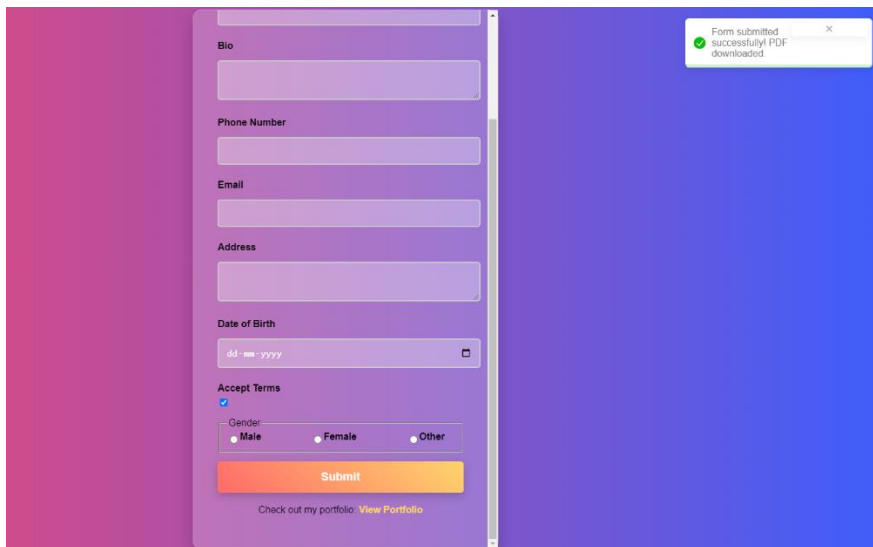 Form submitted
successfully! PDF
downloaded.
Bio
Phone Number
Email
Address
Date of Birth
dd-mm-yyyy
Accept Terms
Gender
Male Female Other
Submit
Check out my portfolio: View Portfolio